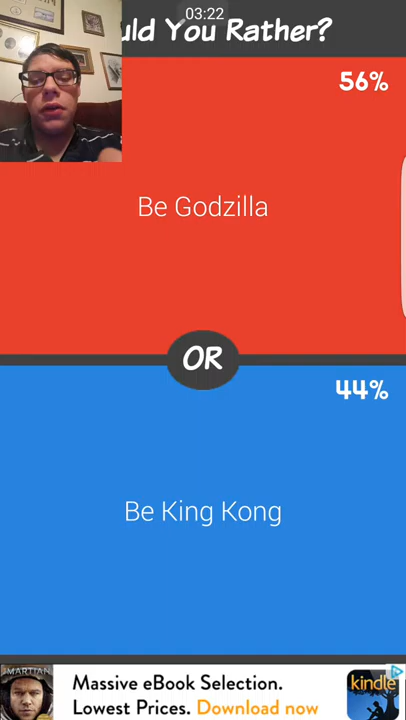 03:22
uld You Rather?
56%
Be Godzilla
OR
44%
Be King Kong
THE MARTIAN
Massive eBook Selection.
Lowest Prices. Download now
kindle